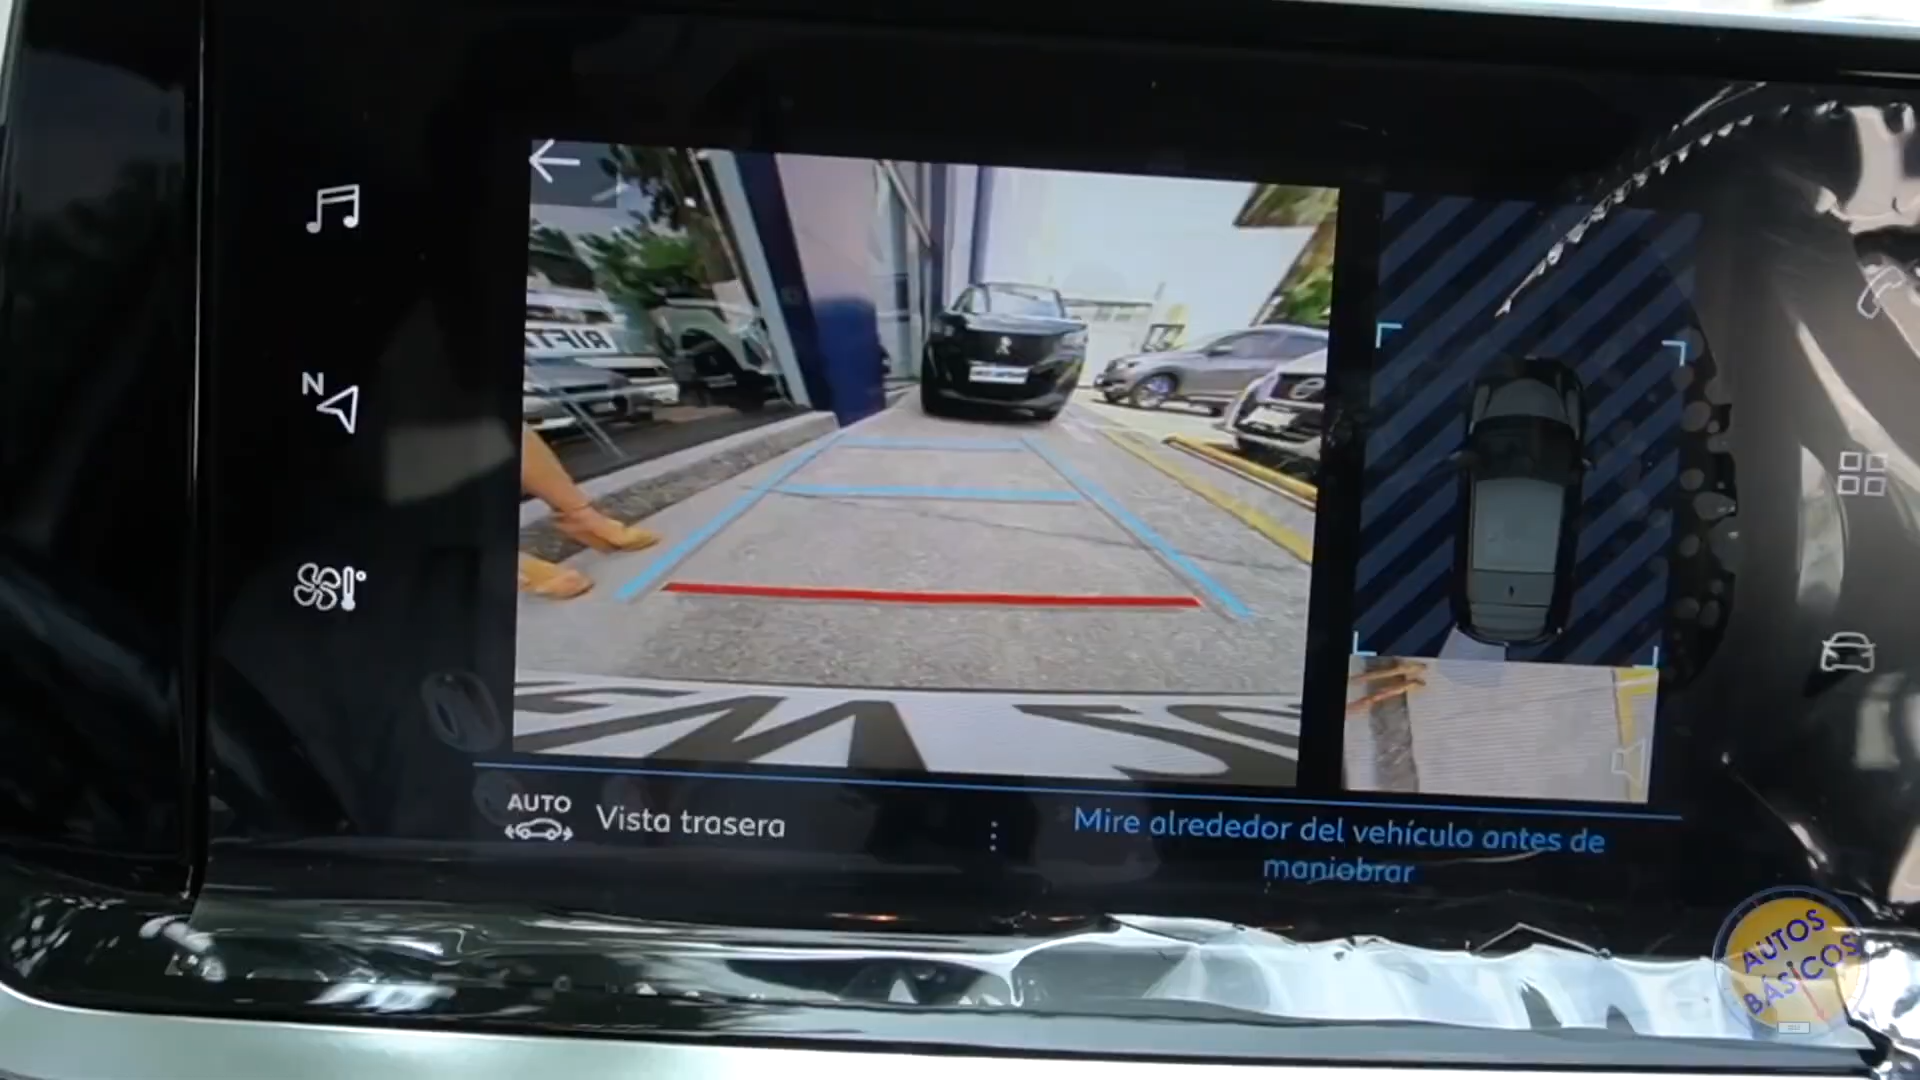 N
AUTO
Vista trasera
Mire alrededor del vehículo antes de
maniobrar
AUTOS
BÁSICOS